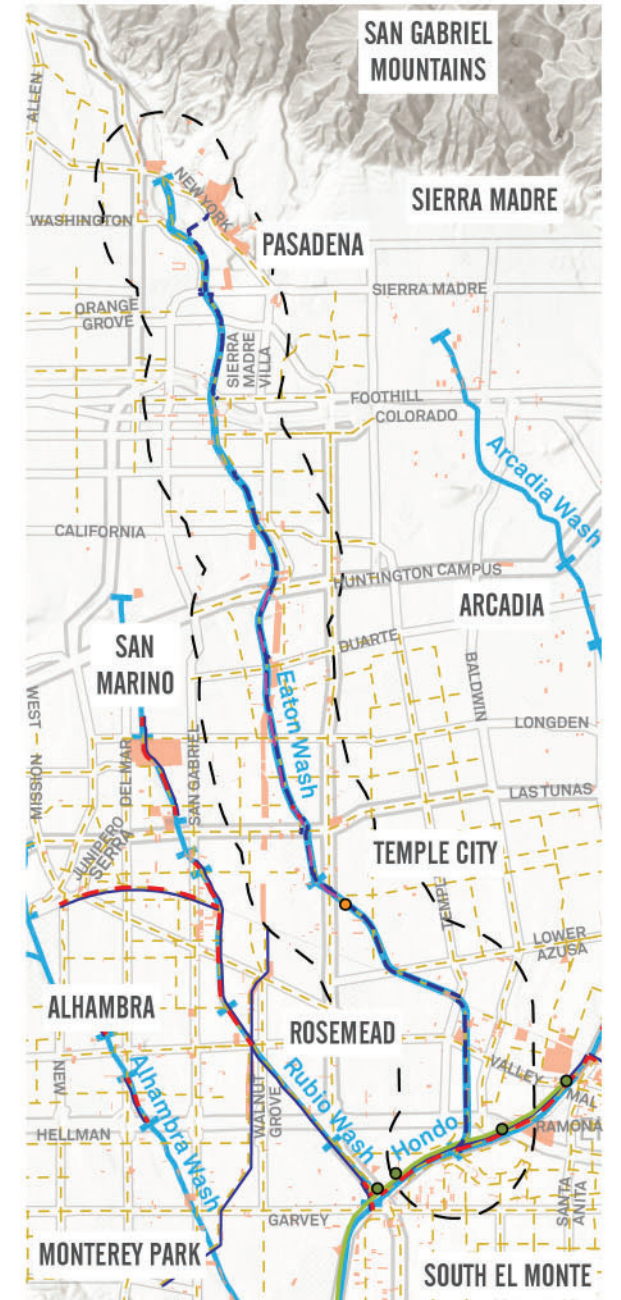 SAN GABRIEL
MOUNTAINS
ALLEN
NEW YORK
SIERRA MADRE
WASHINGTON
PASADENA
SIERRA MADRE
ORANGE
GROVE
SIERRA
MADRE
VILLA
FOOTHILL
COLORADO
Arcadia Wash
CALIFORNIA
HUNTINGTON CAMPUS
ARCADIA
SAN
MARINO
DUARTE
BALDWIN
WEST
Eaton Wash
LONGDEN
DEL MAR
SAN GABRIEL
MISSION
LAS TUNAS
JUNIPERO
SERRA
TEMPLE CITY
TEMPLE
LOWER
AZUSA
ALHAMBRA
ROSEMEAD
VALLEY
MAL
NEW
Alhambra Wash
WALNUT
GROVE
Rubio Wash
Hondo
RAMONA
HELLMAN
SANTA
ANITA
GARVEY
MONTEREY PARK
SOUTH EL MONTE